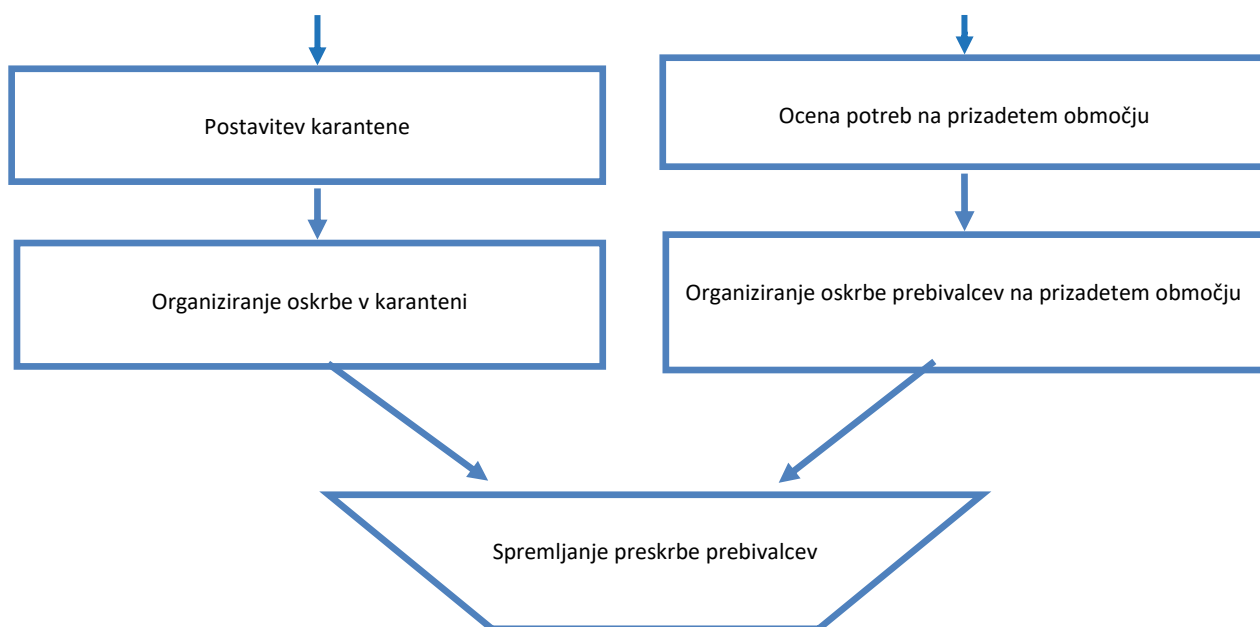 Postavitev karantene
Ocena potreb na prizadetem območju
Organiziranje oskrbe v karanteni
Organiziranje oskrbe prebivalcev na prizadetem območju
Spremljanje preskrbe prebivalcev